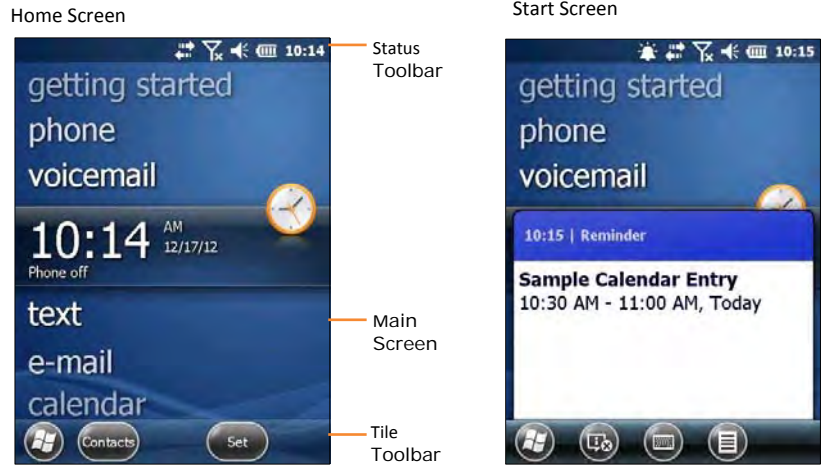 Home Screen
10:14
getting started
phone
voicemail
10:14 AM
12/17/12
Phone off
text
e-mail
calendar
Contacts
Set
Status
Toolbar
Main
Screen
Tile
Toolbar
Start Screen
10:15
getting started
phone
voicemail
10:15 | Reminder
Sample Calendar Entry
10:30 AM - 11:00 AM, Today